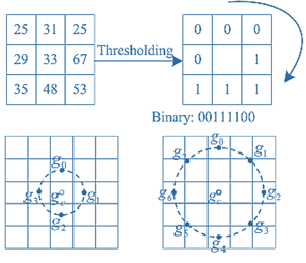 25 31 25
29 33 67
35 48 53
Thresholding
0 0 0
0 1
1 1 1
Binary: 00111100
g0
g3 gc g1
g2
g0
g7 g1
g6 gc g2
g5 g3
g4